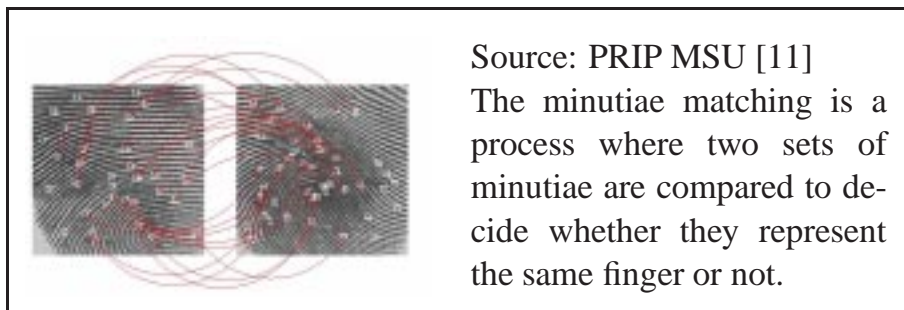 Source: PRIP MSU [11]
The minutiae matching is a
process where two sets of
minutiae are compared to de-
cide whether they represent
the same finger or not.